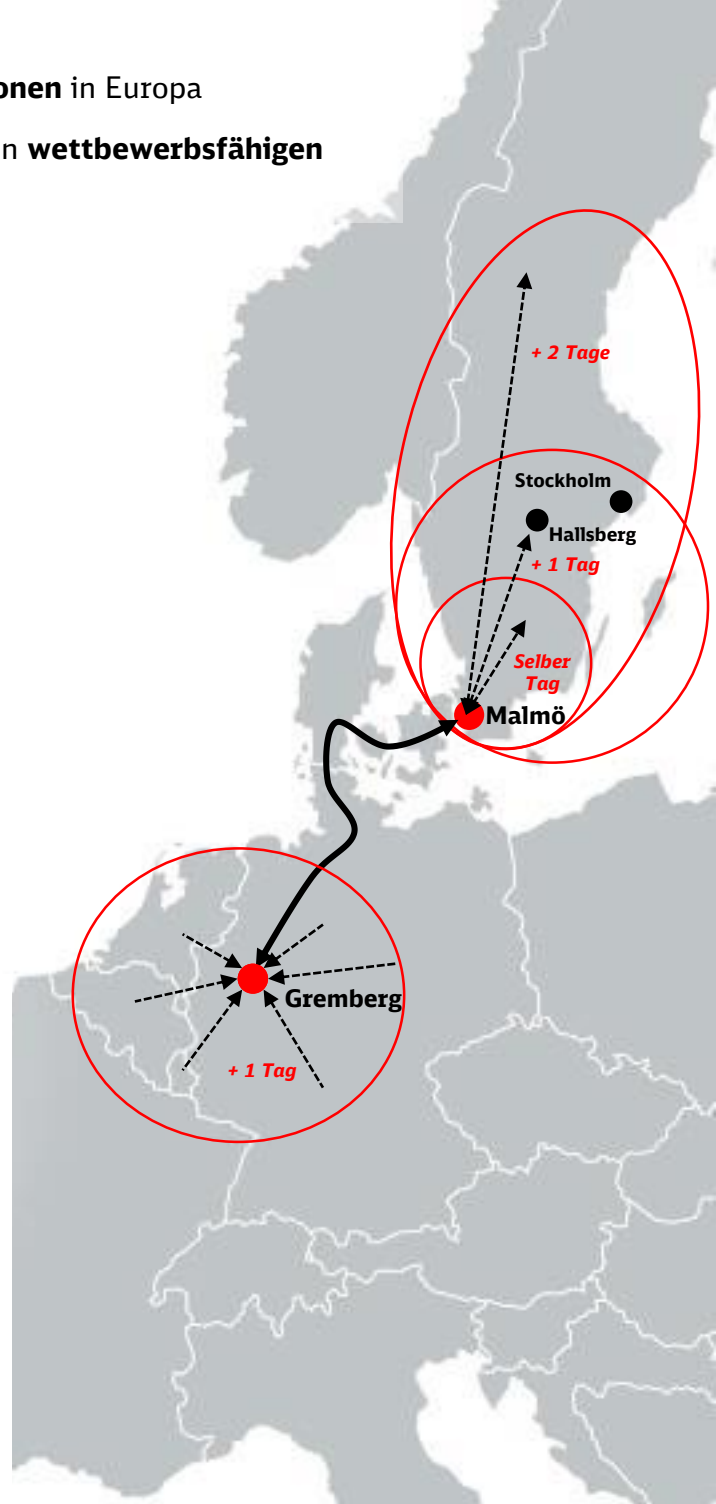 onen in Europa
n wettbewerbsfähigen
+ 2 Tage
Stockholm
Hallsberg
+ 1 Tag
Selber
Tag
Malmö
Gremberg
+ 1 Tag